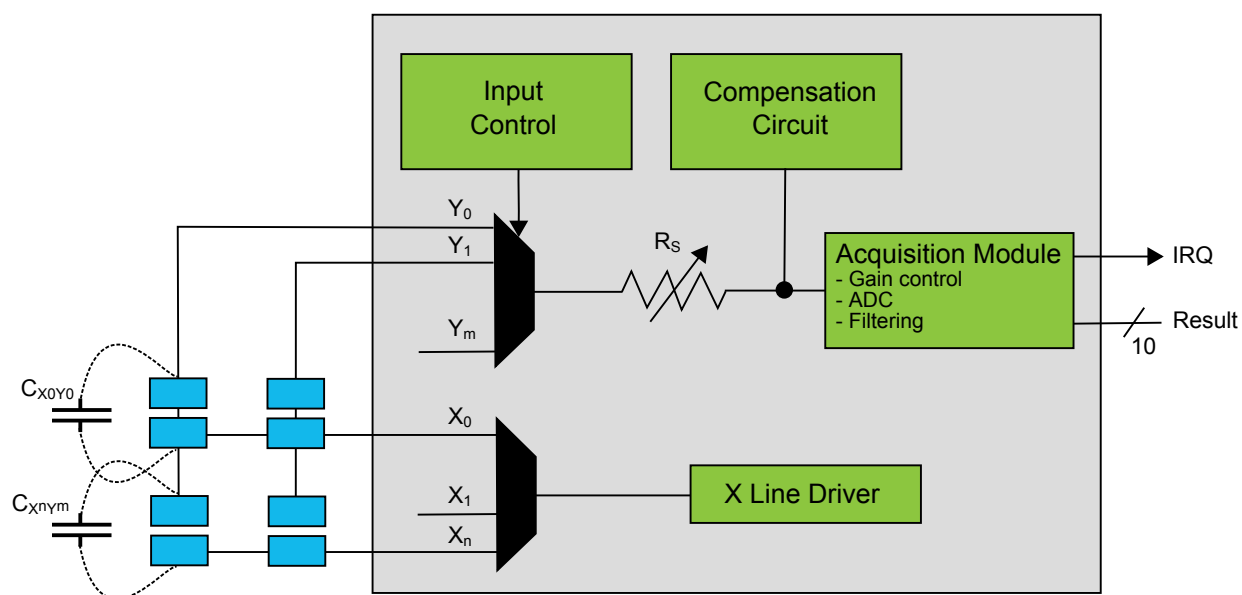 Input
Control
Compensation
Circuit
Y0
Y1
RS
Acquisition Module
- Gain control
- ADC
- Filtering
IRQ
Result
10
Ym
CX0Y0
X0
CXnYm
X1
Xn
X Line Driver